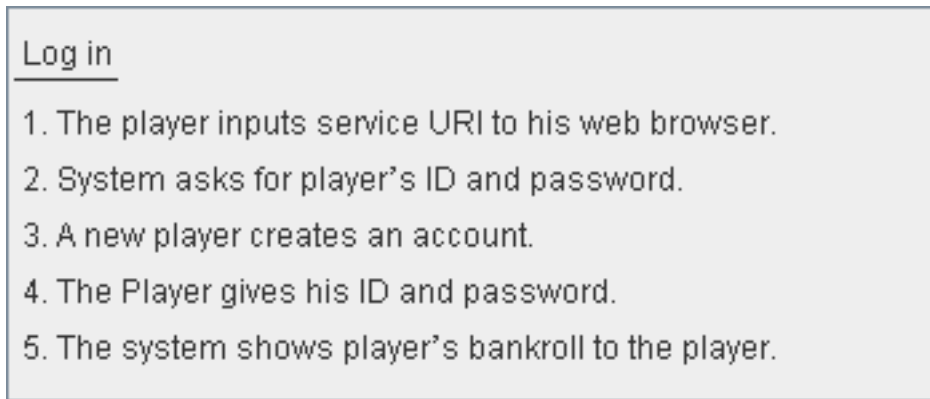 Log in
1. The player inputs service URI to his web browser.
2. System asks for player’s ID and password.
3. A new player creates an account.
4. The Player gives his ID and password.
5. The system shows player’s bankroll to the player.